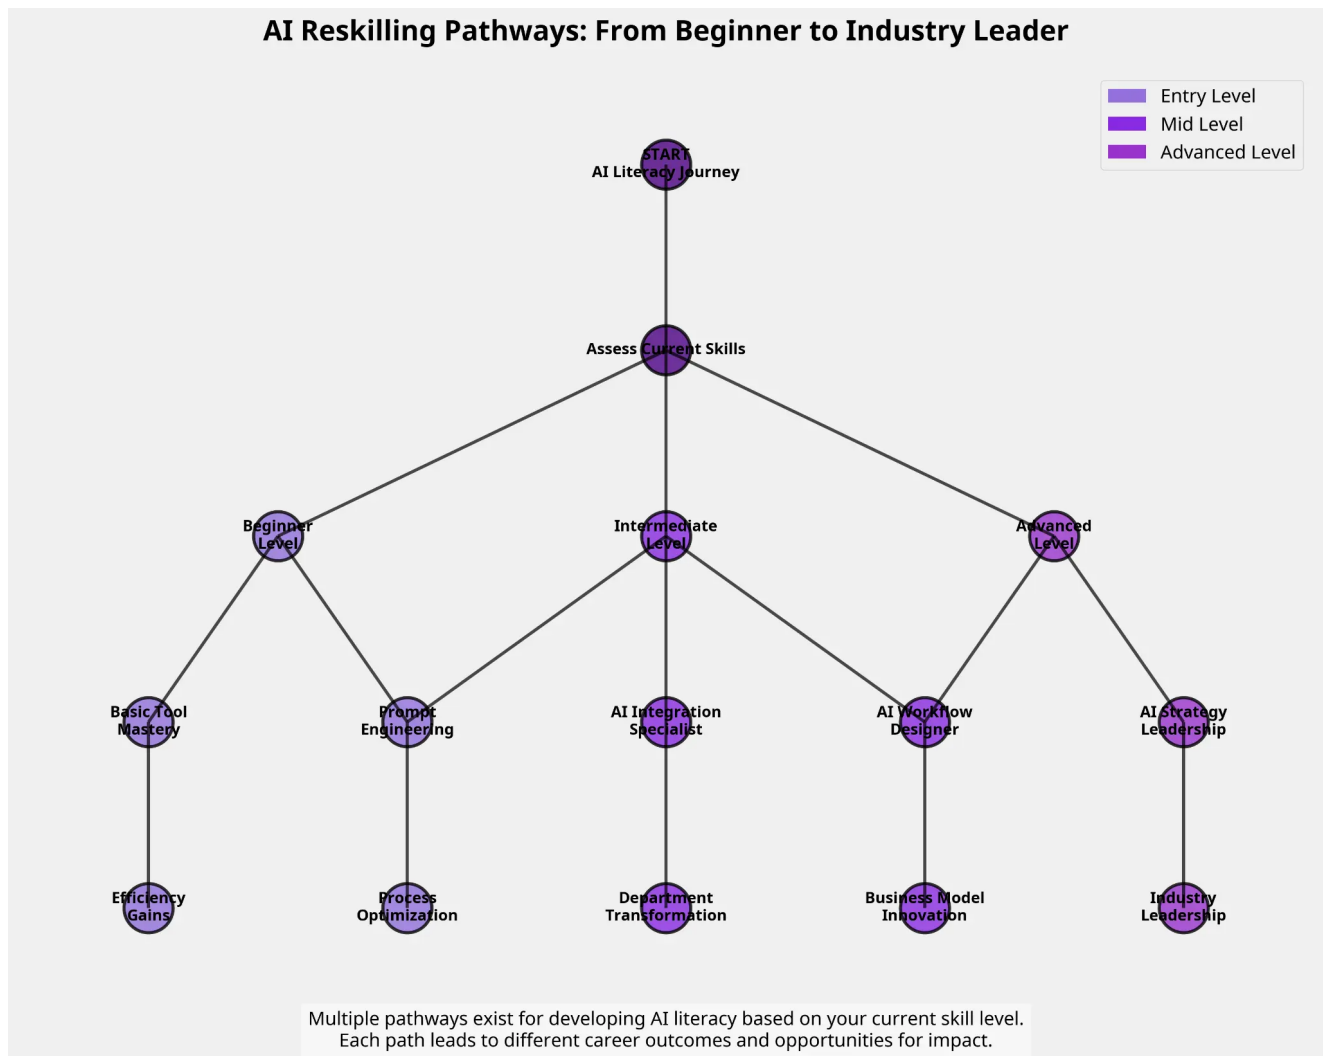 AI Reskilling Pathways: From Beginner to Industry Leader
Entry Level
Mid Level
Advanced Level
START
AI Literacy Journey
Assess Current Skills
Beginner
Level
Intermediate
Level
Advanced
Level
Basic Tool
Mastery
Prompt
Engineering
AI Integration
Specialist
AI Workflow
Designer
AI Strategy
Leadership
Efficiency
Gains
Process
Optimization
Department
Transformation
Business Model
Innovation
Industry
Leadership
Multiple pathways exist for developing AI literacy based on your current skill level.
Each path leads to different career outcomes and opportunities for impact.